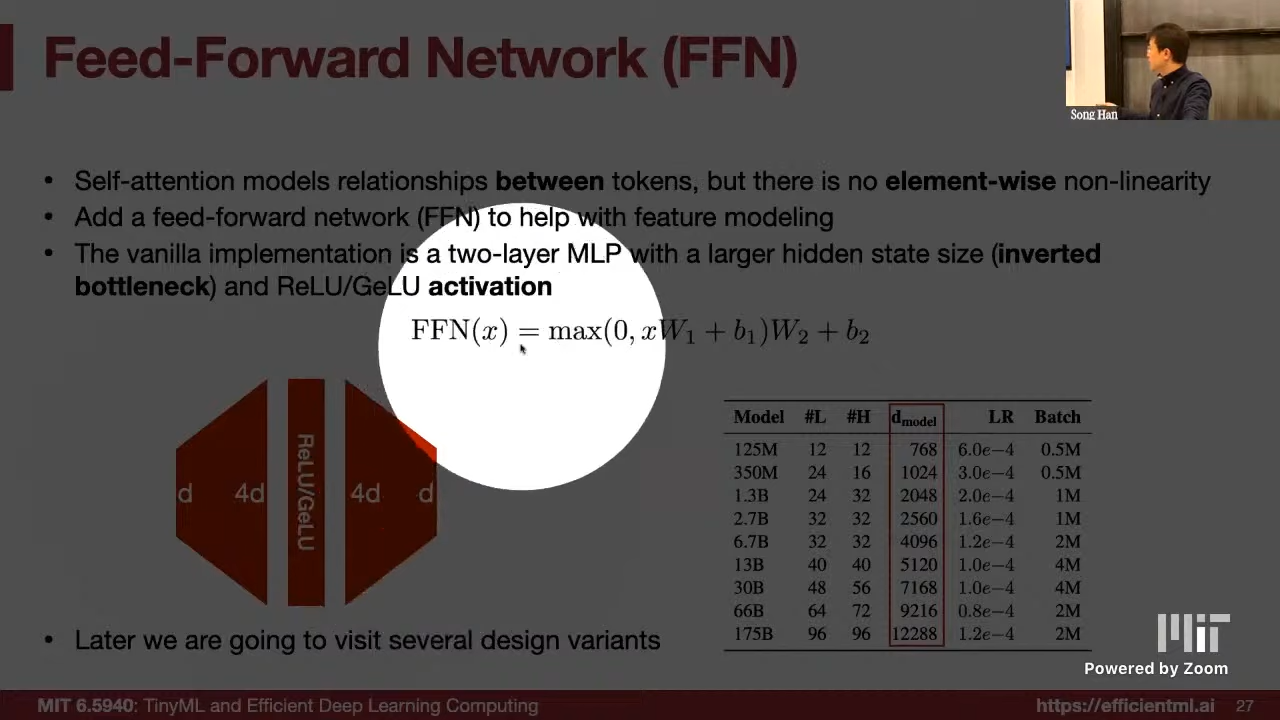 Feed-Forward Network (FFN)
Song Han
• Self-attention models relationships between tokens, but there is no element-wise non-linearity
• Add a feed-forward network (FFN) to help with feature modeling
• The vanilla implementation is a two-layer MLP with a larger hidden state size (inverted
bottleneck) and ReLU/GeLU activation
FFN(x) = max(0, xW₁ + b₁)W₂ + b₂
d 4d ReLU/GeLU 4d d
Model #L #H d_model LR Batch
125M 12 12 768 6.0e−4 0.5M
350M 24 16 1024 3.0e−4 0.5M
1.3B 24 32 2048 2.0e−4 1M
2.7B 32 32 2560 1.6e−4 1M
6.7B 32 32 4096 1.2e−4 2M
13B 40 40 5120 1.0e−4 4M
30B 48 56 7168 1.0e−4 4M
66B 64 72 9216 0.8e−4 2M
175B 96 96 12288 1.2e−4 2M
• Later we are going to visit several design variants
MIT
Powered by Zoom
MIT 6.5940: TinyML and Efficient Deep Learning Computing
https://efficientml.ai 27